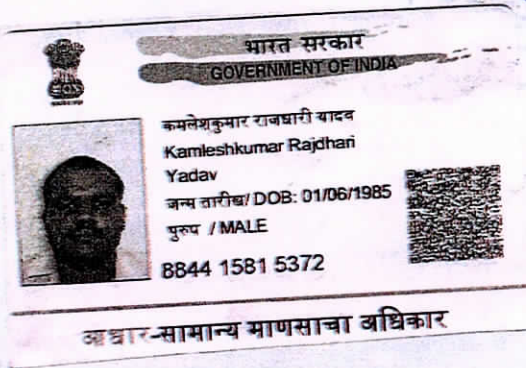 भारत सरकार
GOVERNMENT OF INDIA
कमलेशकुमार राजधारी यादव
Kamleshkumar Rajdhari
Yadav
जन्म तारीख/ DOB: 01/06/1985
पुरुष / MALE
8844 1581 5372
आधार-सामान्य माणसाचा अधिकार